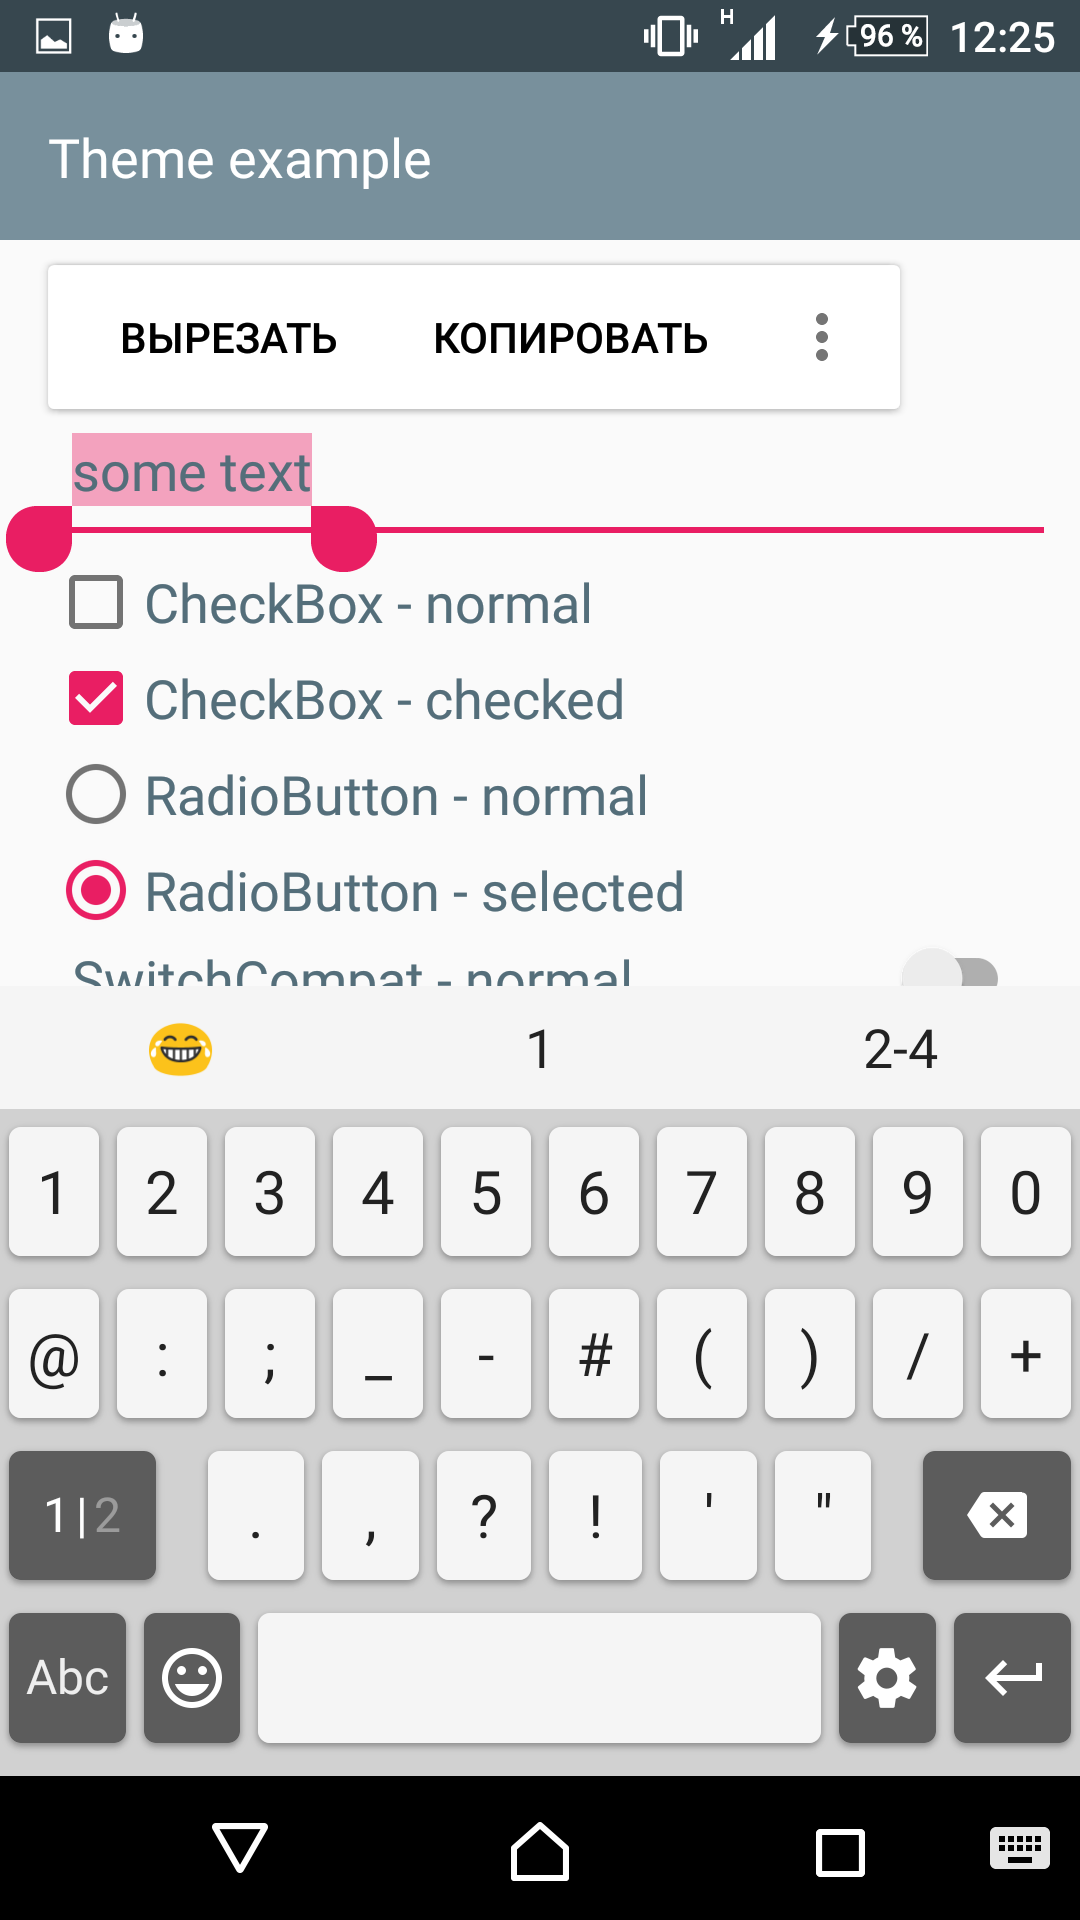 H 96 % 12:25
Theme example
ВЫРЕЗАТЬ КОПИРОВАТЬ
some text
CheckBox - normal
CheckBox - checked
RadioButton - normal
RadioButton - selected
SwitchCompat - normal
1 2-4
1 2 3 4 5 6 7 8 9 0
@ : ; _ - # ( ) / +
1|2 . , ? ! ' "
Abc